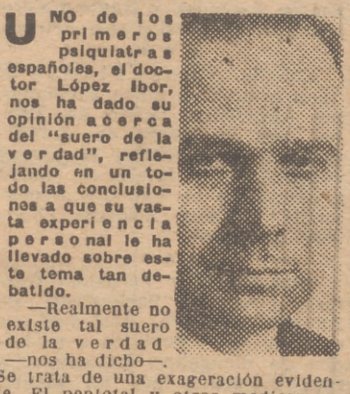 UNO de los
primeros
psiquiatras
españoles, el doc-
tor López Ibor,
nos ha dado su
opinión acerca
del "suero de la
verdad", refle-
jando en un to-
do las conclusio-
nes a que su vas-
ta experiencia
personal le ha
llevado sobre es-
te tema tan de-
batido.
—Realmente no
existe tal suero
de la verdad
—nos ha dicho—.
Se trata de una exageración eviden-